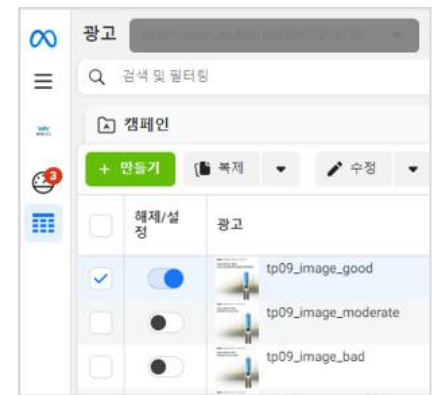 광고
검색 및 필터링
캠페인
+ 만들기 복제 수정
3
해제/설
정
광고
tp09_image_good
tp09_image_moderate
tp09_image_bad